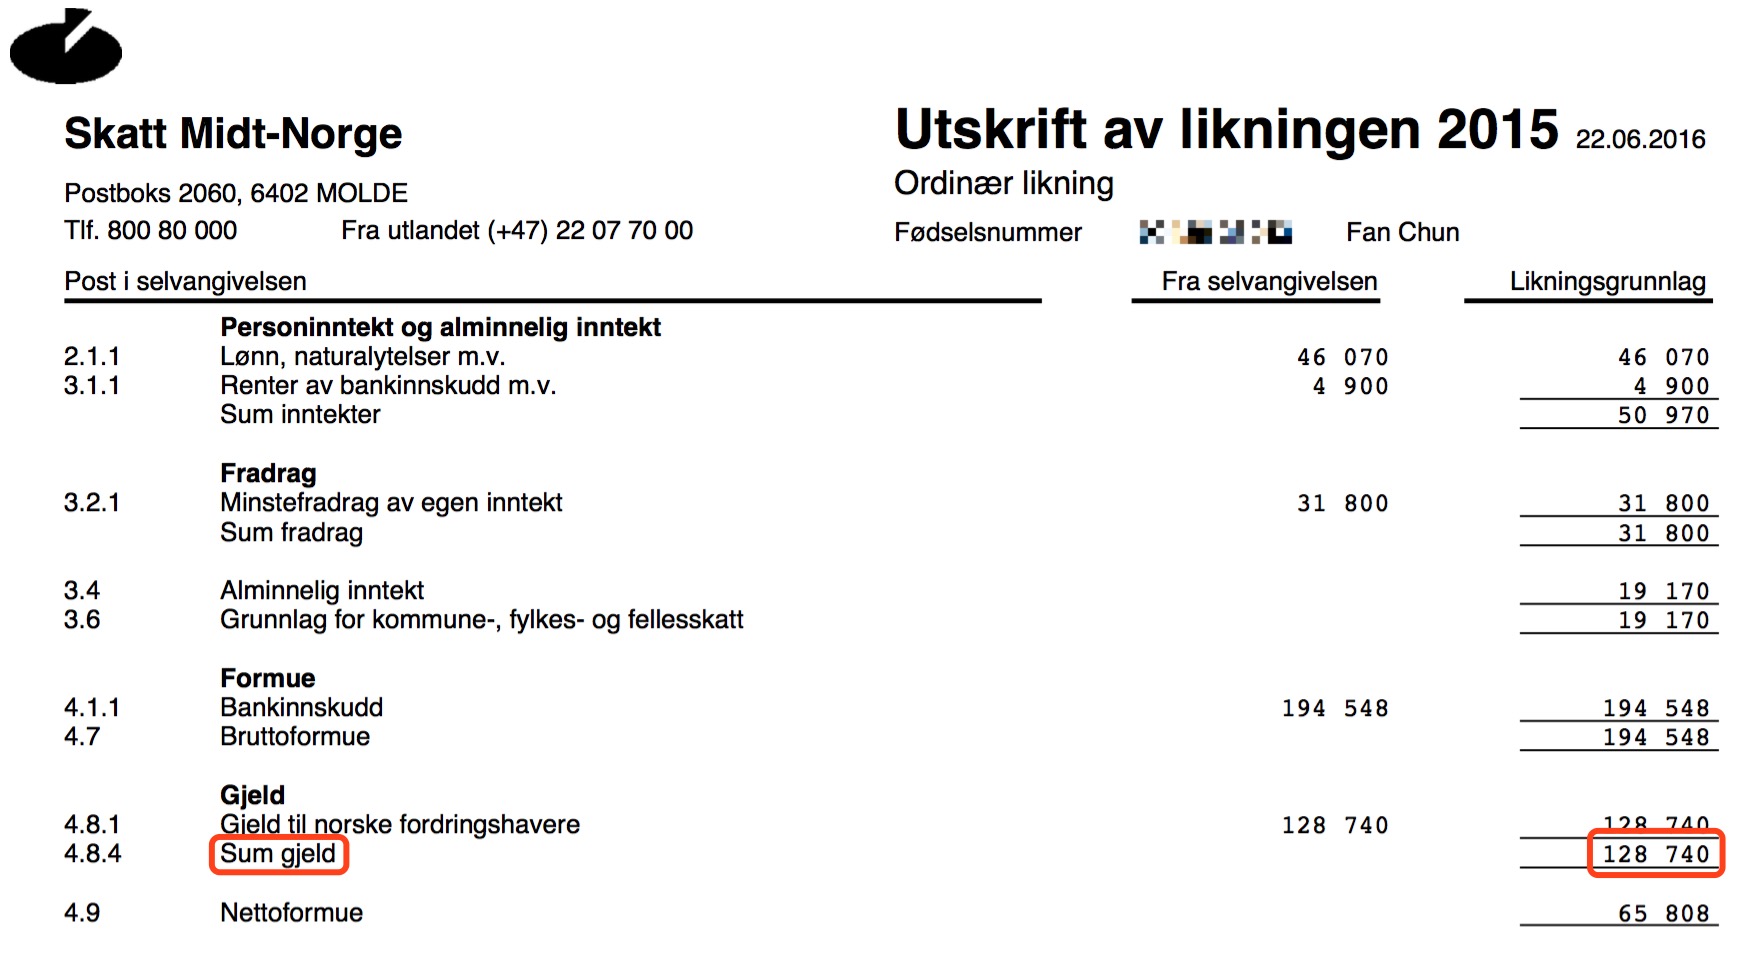 Skatt Midt-Norge
Utskrift av likningen 2015 22.06.2016
Postboks 2060, 6402 MOLDE
Ordinær likning
Tlf. 800 80 000 Fra utlandet (+47) 22 07 70 00
Fødselsnummer Fan Chun
Post i selvangivelsen Fra selvangivelsen Likningsgrunnlag
Personinntekt og alminnelig inntekt
2.1.1 Lønn, naturalytelser m.v. 46 070 46 070
3.1.1 Renter av bankinnskudd m.v. 4 900 4 900
Sum inntekter 50 970
Fradrag
3.2.1 Minstefradrag av egen inntekt 31 800 31 800
Sum fradrag 31 800
3.4 Alminnelig inntekt 19 170
3.6 Grunnlag for kommune-, fylkes- og fellesskatt 19 170
Formue
4.1.1 Bankinnskudd 194 548 194 548
4.7 Bruttoformue 194 548
Gjeld
4.8.1 Gjeld til norske fordringshavere 128 740 128 740
4.8.4 Sum gjeld 128 740
4.9 Nettoformue 65 808